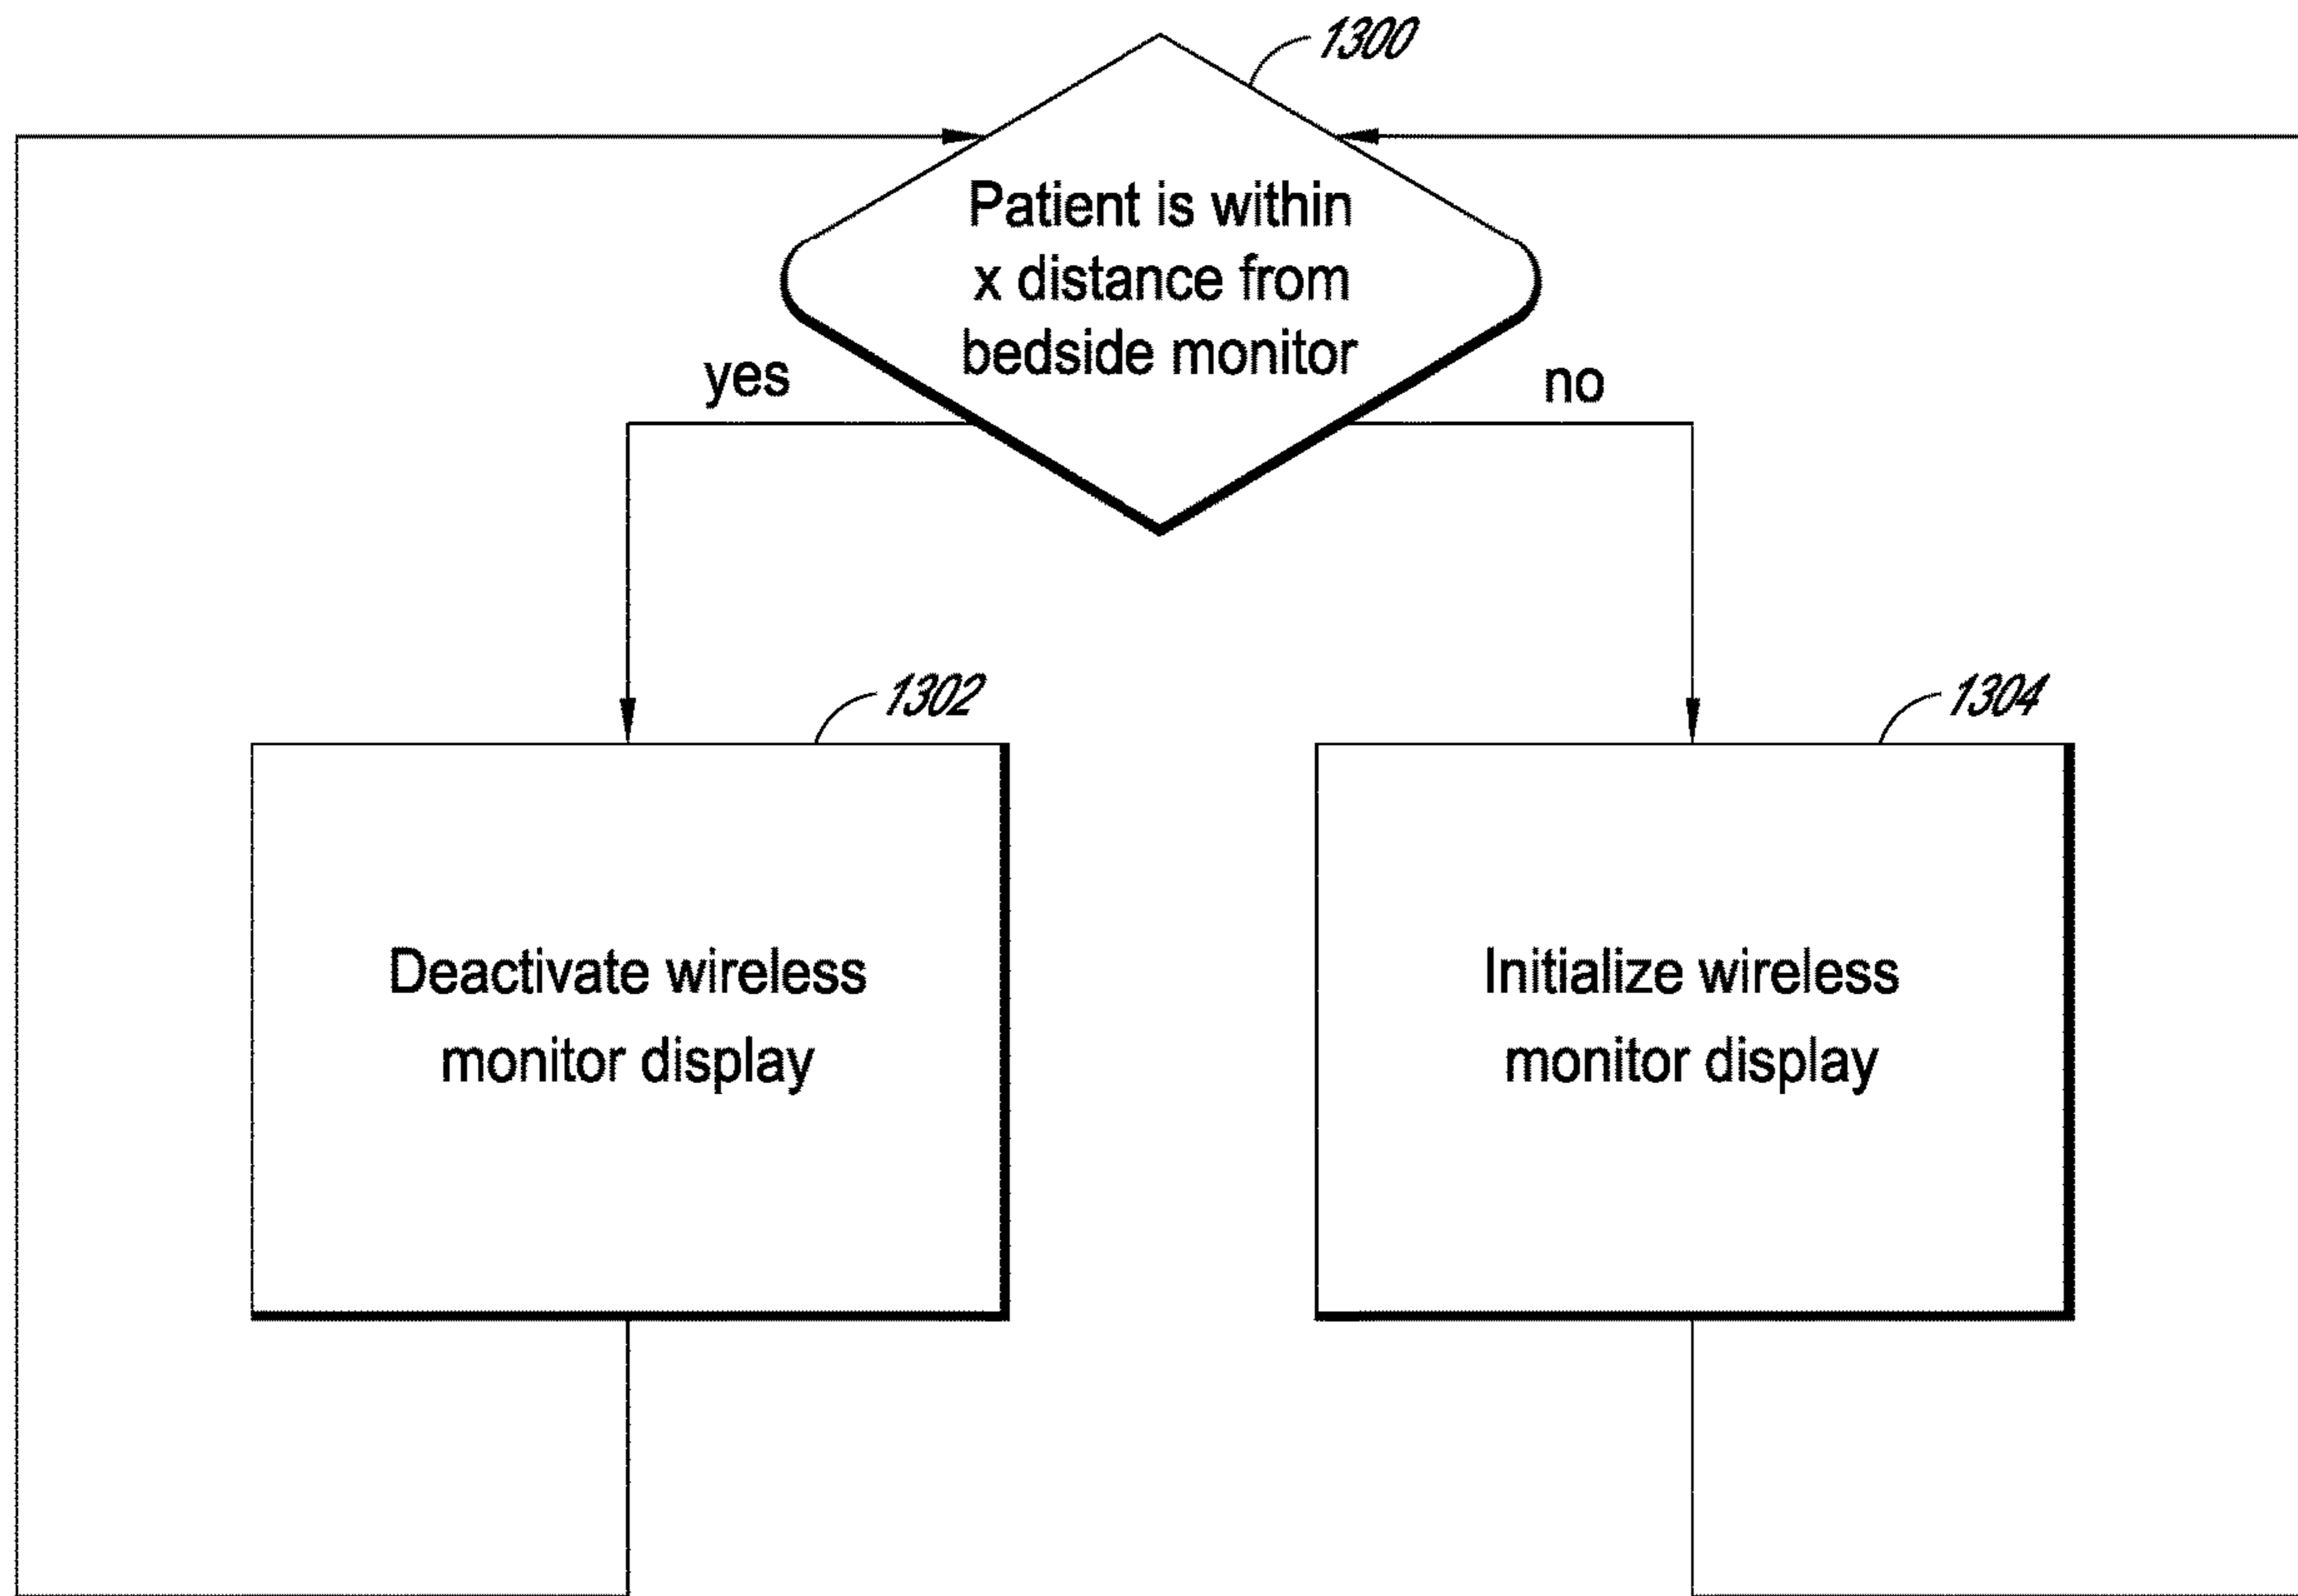 1300
Patient is within
x distance from
bedside monitor
yes
no
1302
1304
Deactivate wireless
monitor display
Initialize wireless
monitor display